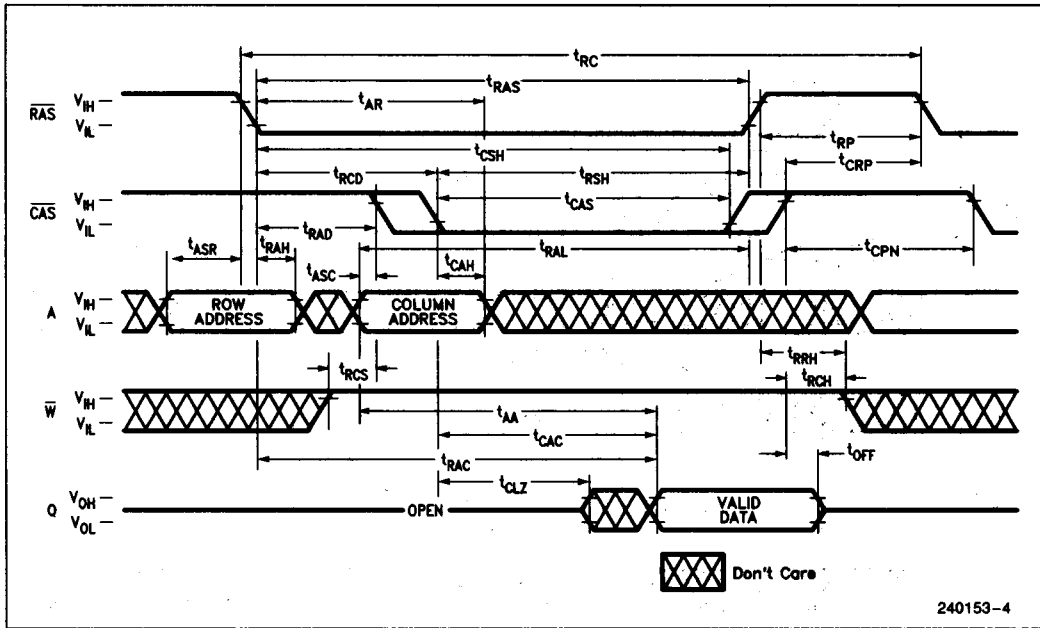 tRC
tRAS
tAR
RAS VIH
VIL
tRP
tCSH
tCRP
tRCD tRSH
CAS VIH
VIL
tCAS
tRAD
tASR tRAH tRAL tCPN
tASC tCAH
A VIH
VIL
ROW ADDRESS
COLUMN ADDRESS
tRRH
tRCS tRCH
W VIH
VIL
tAA
tCAC
tRAC tOFF
tCLZ
Q VOH
VOL
OPEN
VALID DATA
Don't Care
240153-4